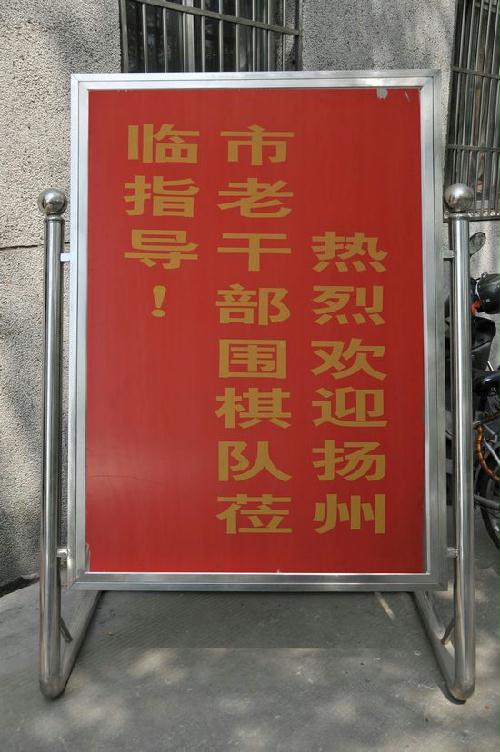 热烈欢迎扬州
市老干部围棋队莅
临指导！